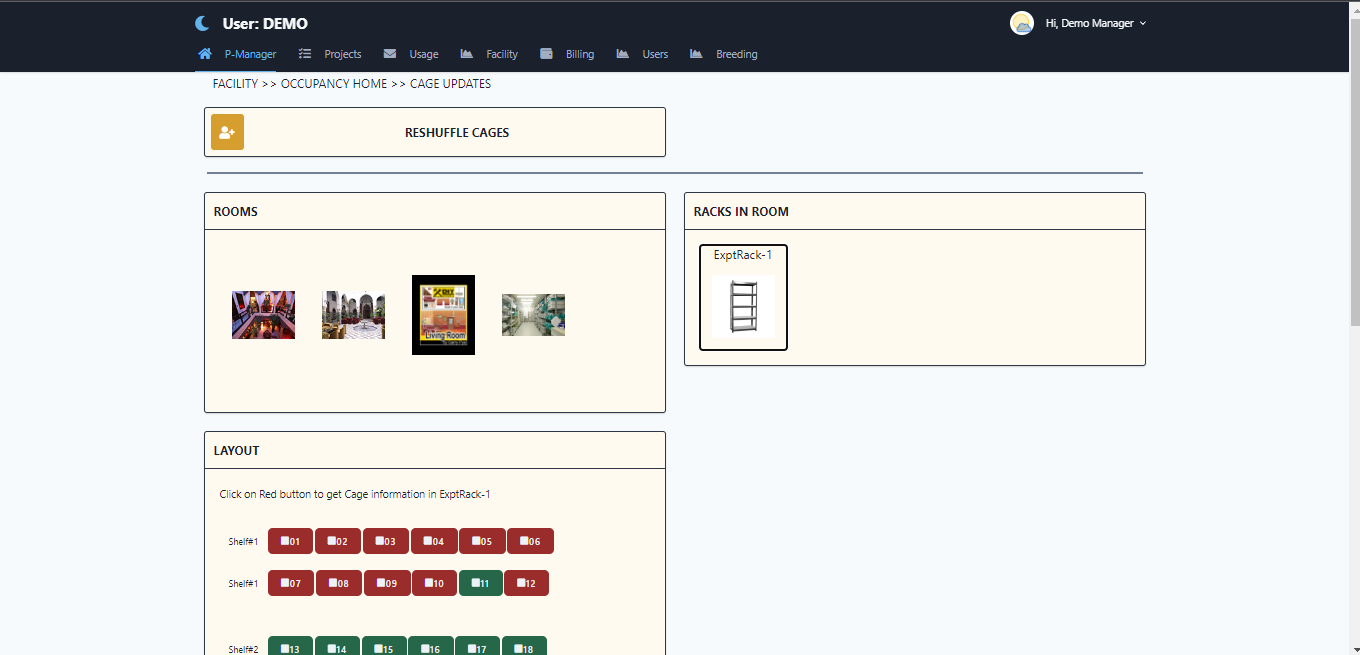 User: DEMO
Hi, Demo Manager
P-Manager Projects Usage Facility Billing Users Breeding
FACILITY >> OCCUPANCY HOME >> CAGE UPDATES
RESHUFFLE CAGES
ROOMS
Living Room
RACKS IN ROOM
ExptRack-1
LAYOUT
Click on Red button to get Cage information in ExptRack-1
Shelf#1 01 02 03 04 05 06
Shelf#1 07 08 09 10 11 12
Shelf#2 13 14 15 16 17 18